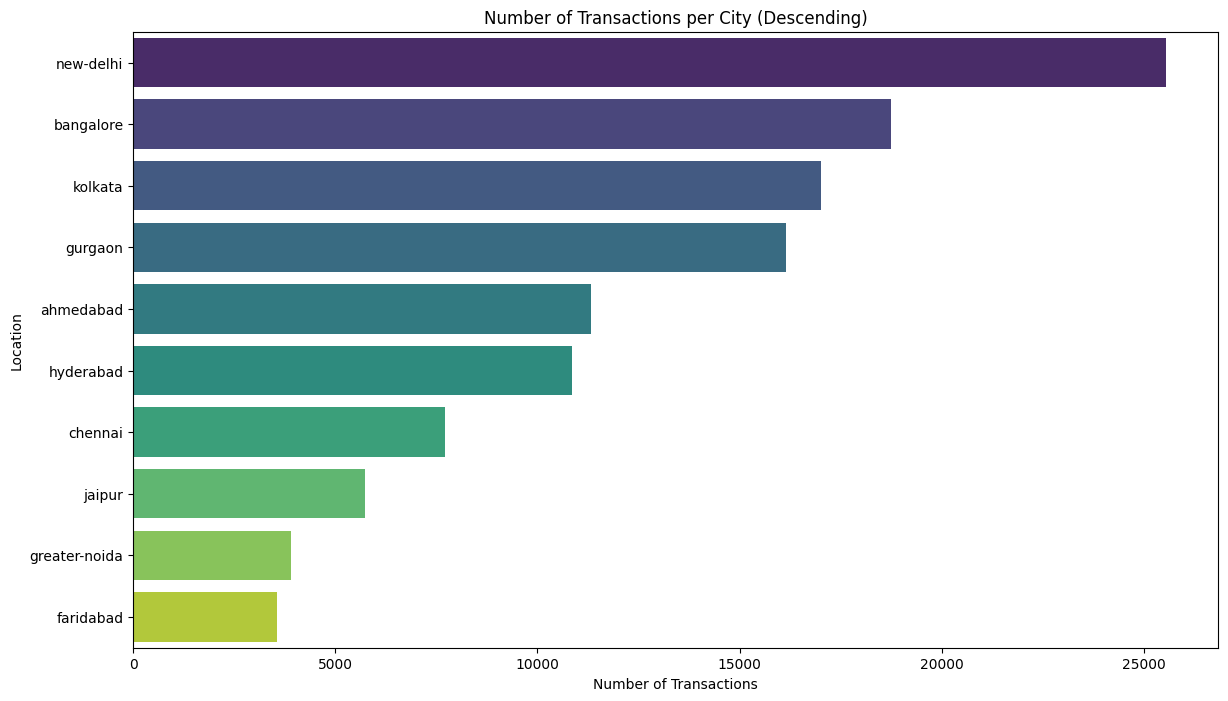 Number of Transactions per City (Descending)
new-delhi
bangalore
kolkata
gurgaon
ahmedabad
hyderabad
chennai
jaipur
greater-noida
faridabad
Location
0 5000 10000 15000 20000 25000
Number of Transactions